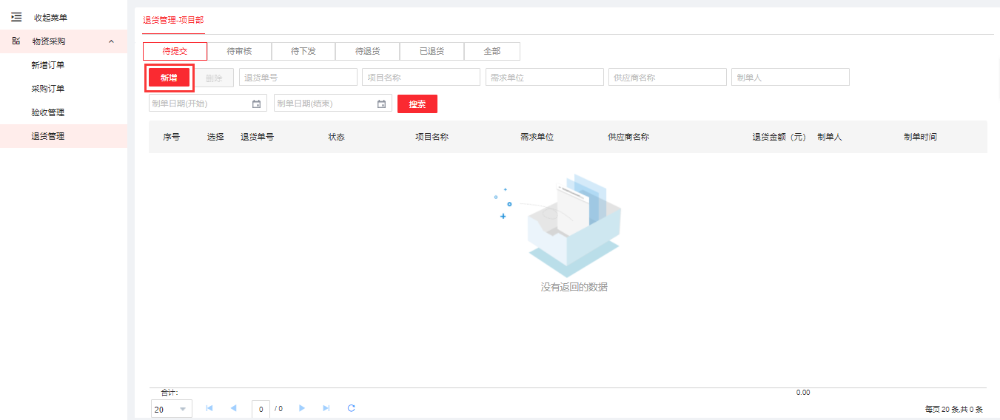 收起菜单
物资采购
新增订单
采购订单
验收管理
退货管理
退货管理-项目部
待提交 待审核 待下发 待退货 已退货 全部
新增 删除 退货单号 项目名称 需求单位 供应商名称 制单人
制单日期(开始) 制单日期(结束) 搜索
序号 选择 退货单号 状态 项目名称 需求单位 供应商名称 退货金额（元） 制单人 制单时间
没有返回的数据
合计: 0.00
20 0 / 0 每页 20 条,共 0 条